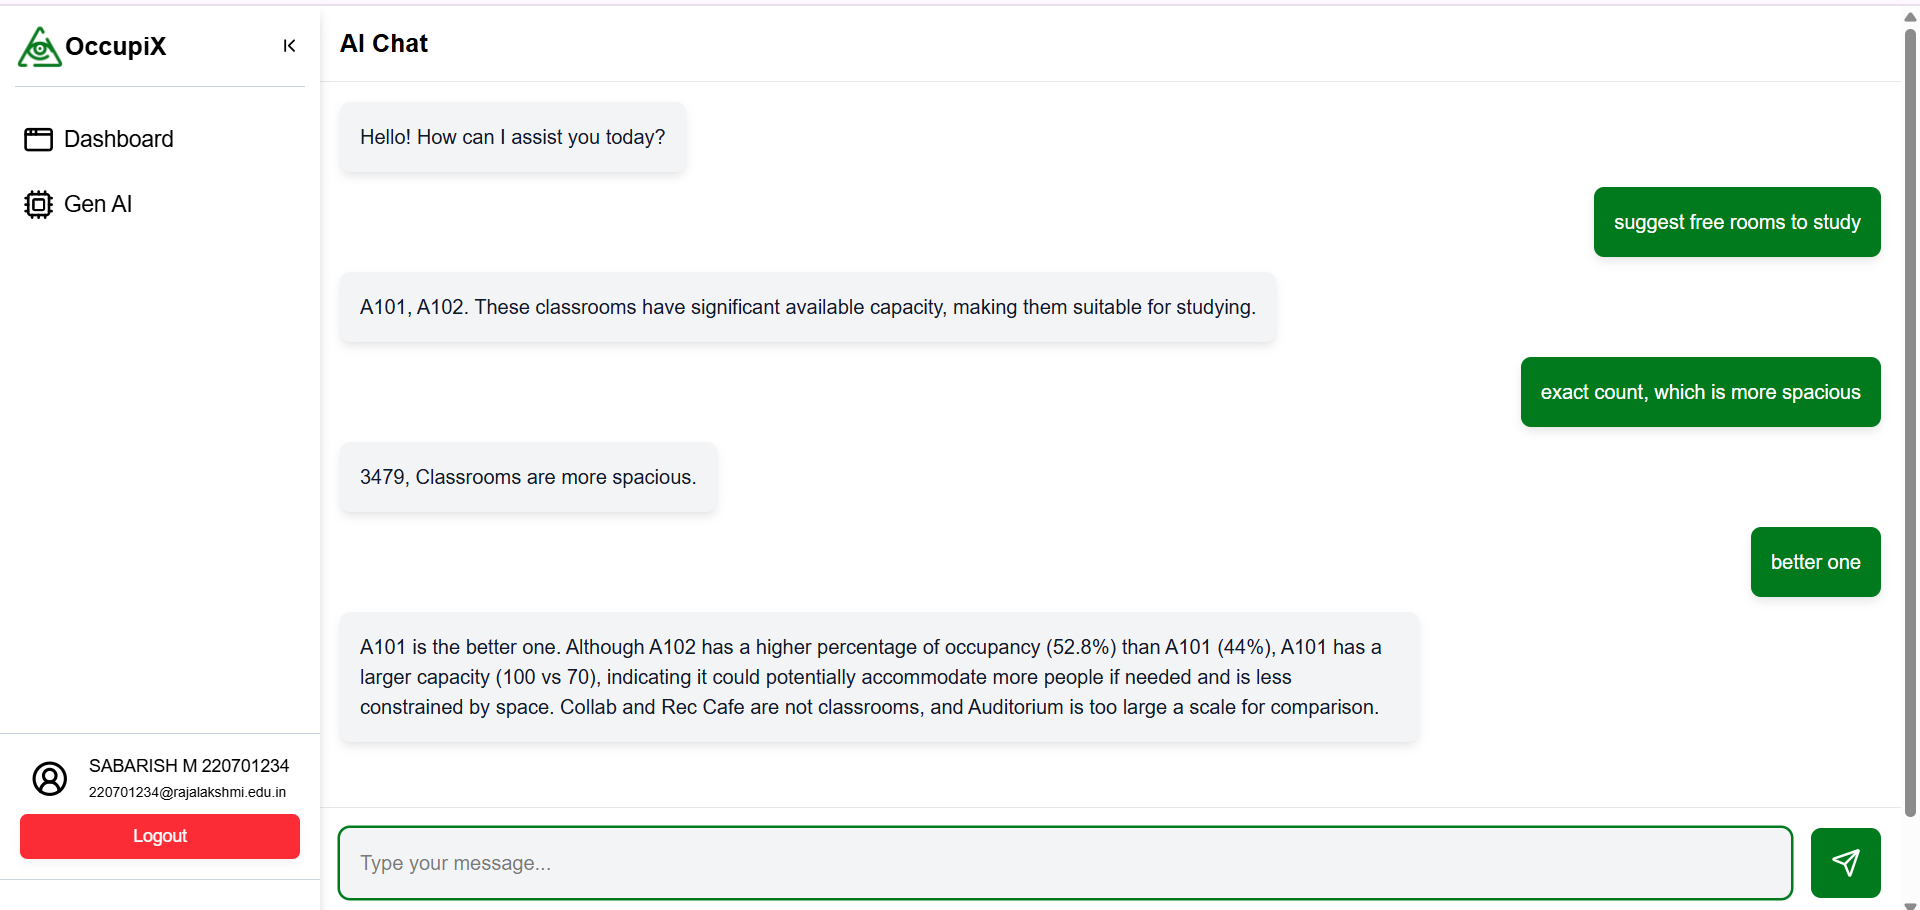 OccupiX
Dashboard
Gen AI
SABARISH M 220701234
220701234@rajalakshmi.edu.in
Logout
AI Chat
Hello! How can I assist you today?
suggest free rooms to study
A101, A102. These classrooms have significant available capacity, making them suitable for studying.
exact count, which is more spacious
3479, Classrooms are more spacious.
better one
A101 is the better one. Although A102 has a higher percentage of occupancy (52.8%) than A101 (44%), A101 has a
larger capacity (100 vs 70), indicating it could potentially accommodate more people if needed and is less
constrained by space. Collab and Rec Cafe are not classrooms, and Auditorium is too large a scale for comparison.
Type your message...